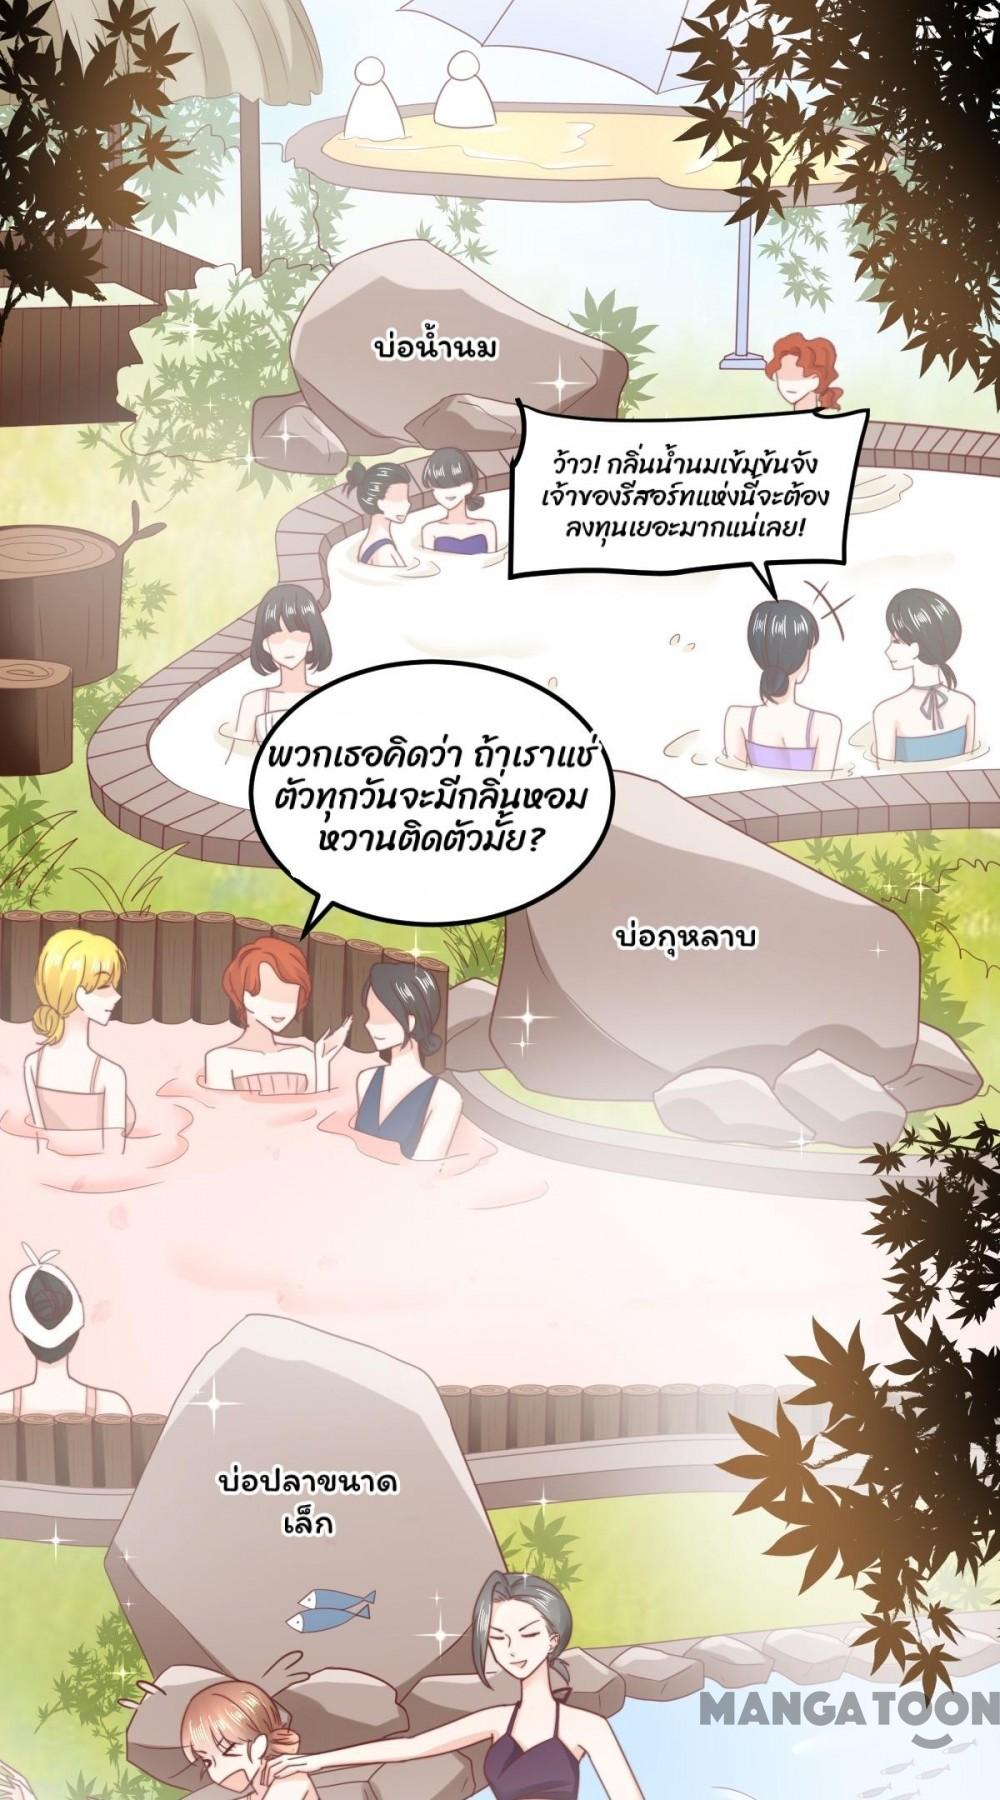 บ่อน้ำนม
ว้าว! กลิ่นน้ำนมเข้มข้นจัง
เจ้าของรีสอร์ทแห่งนี้จะต้อง
ลงทุนเยอะมากแน่เลย!
พวกเธอคิดว่า ถ้าเราแช่
ตัวทุกวันจะมีกลิ่นหอม
หวานติดตัวมั้ย?
บ่อกุหลาบ
บ่อปลาขนาด
เล็ก
MANGATOON